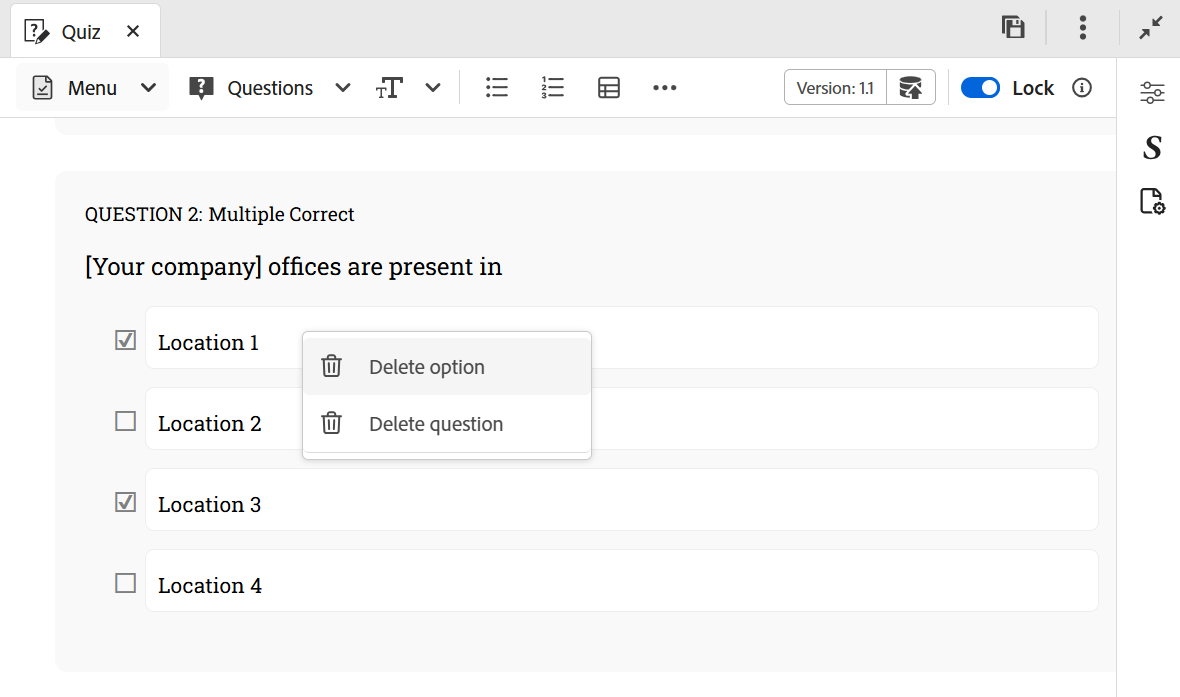 Quiz
Menu
Questions
Version: 1.1
Lock
QUESTION 2: Multiple Correct
[Your company] offices are present in
Location 1
Delete option
Location 2
Delete question
Location 3
Location 4